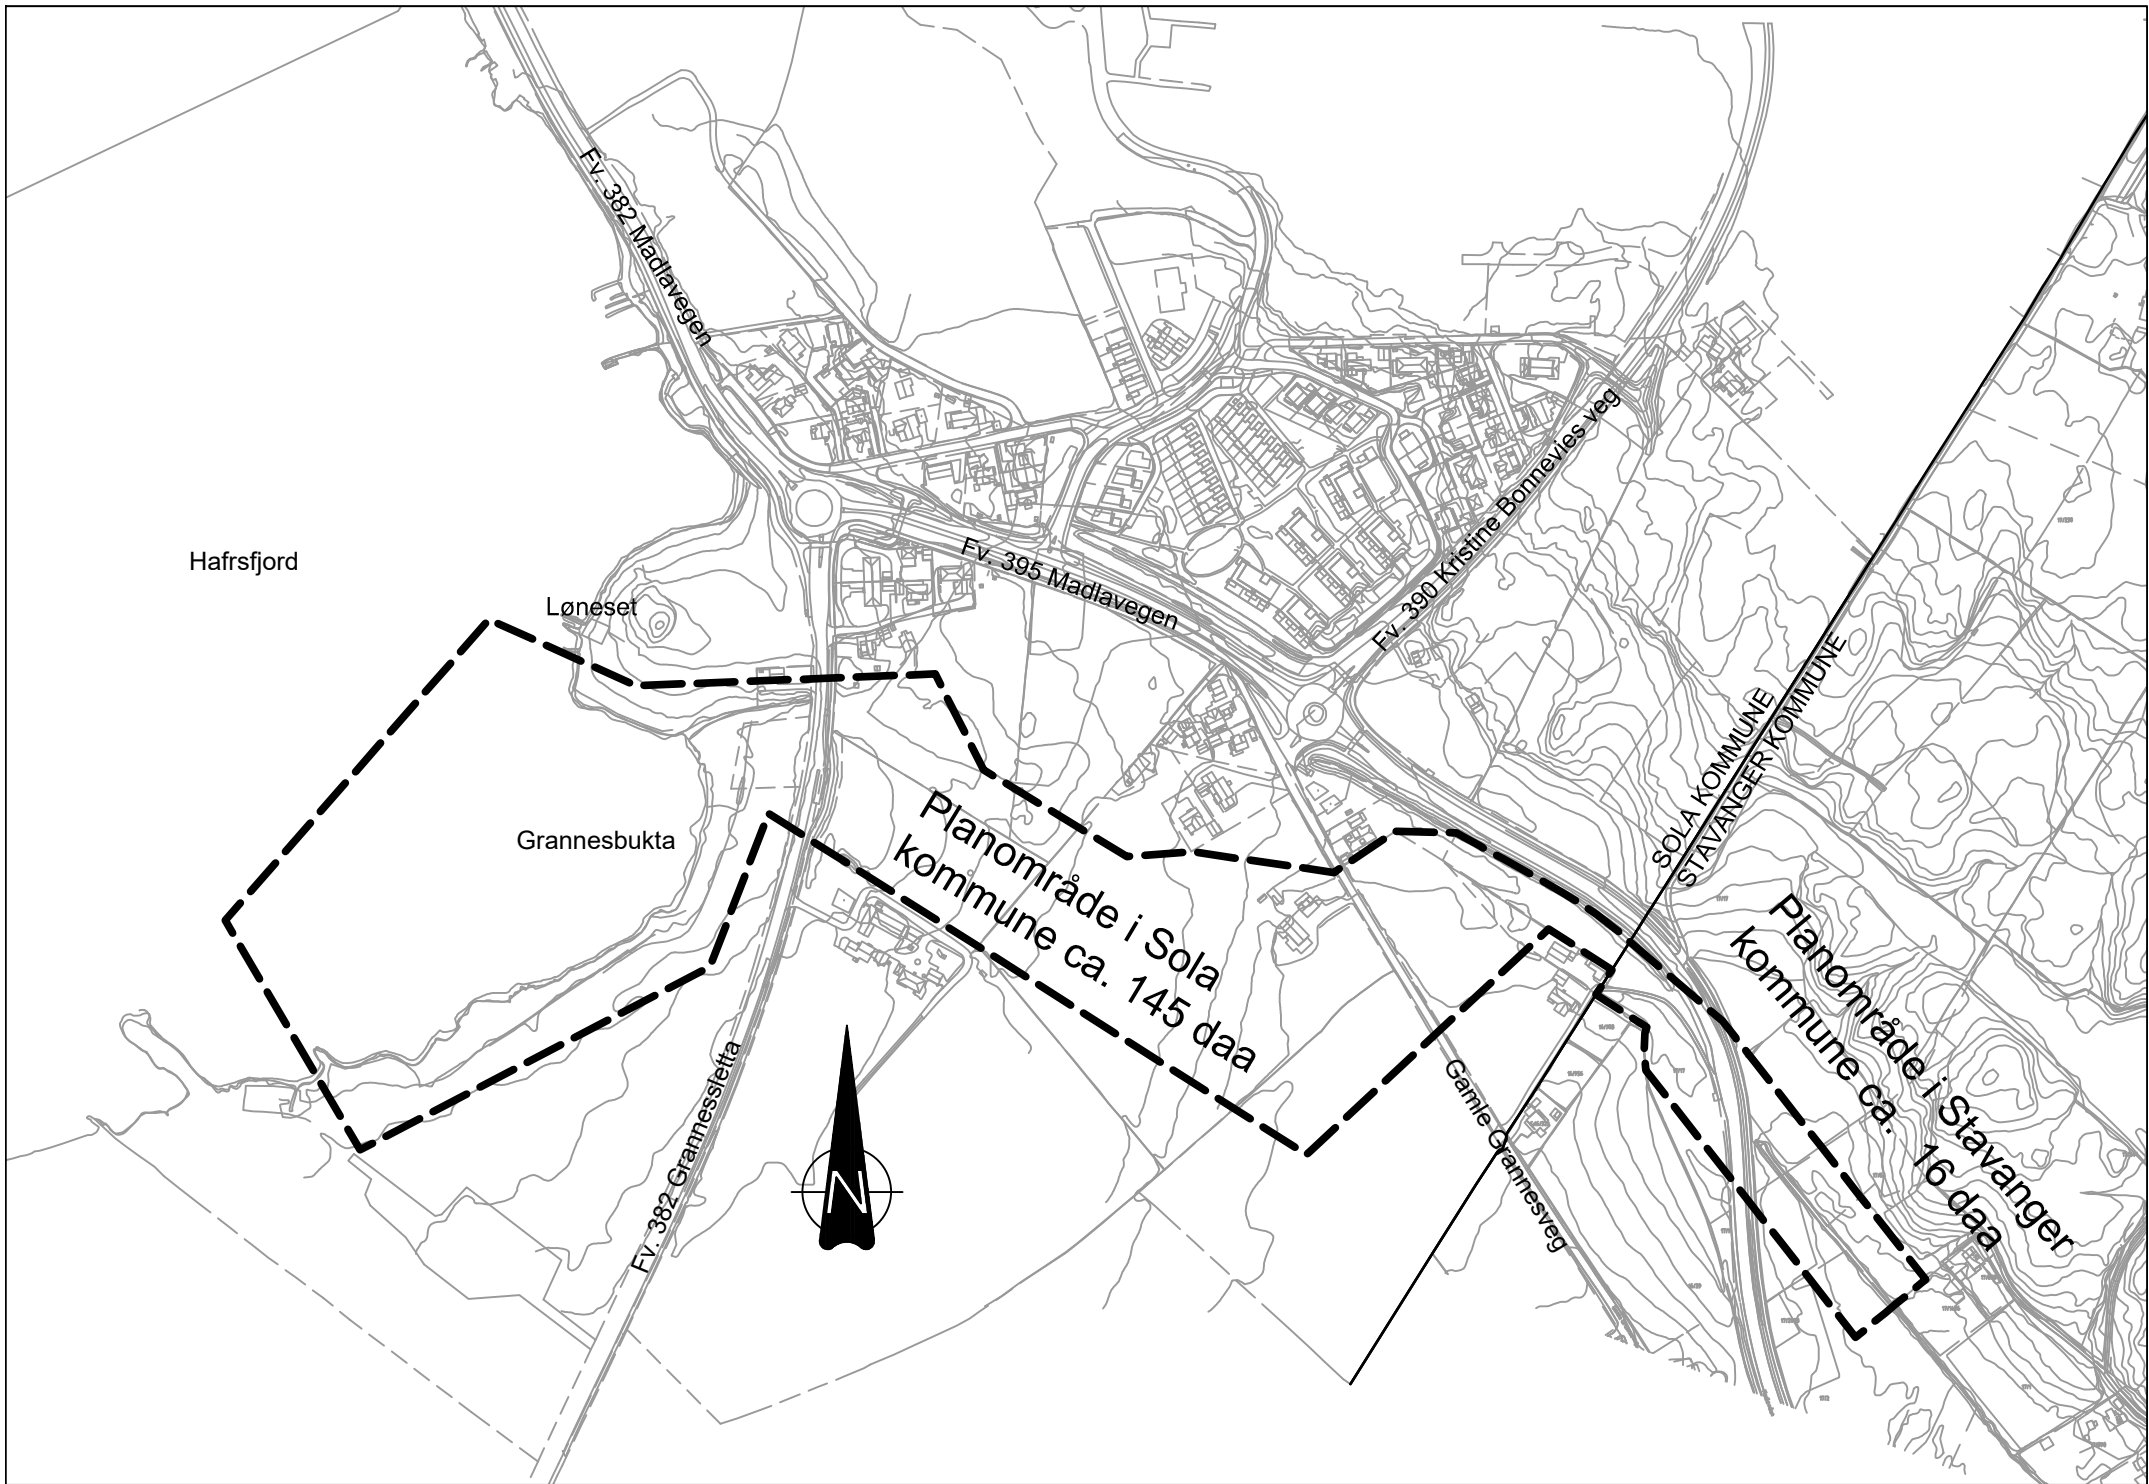 Fv. 382 Madlavegen
Hafrsfjord
Løneset
Fv. 395 Madlavegen
Fv. 390 Kristine Bonnevies veg
SOLA KOMMUNE
STAVANGER KOMMUNE
Grannesbukta
Planområde i Sola
kommune ca. 145 daa
Planområde i Stavanger
kommune ca. 16 daa
Fv. 382 Grannessletta
Gamle Grannesveg
N